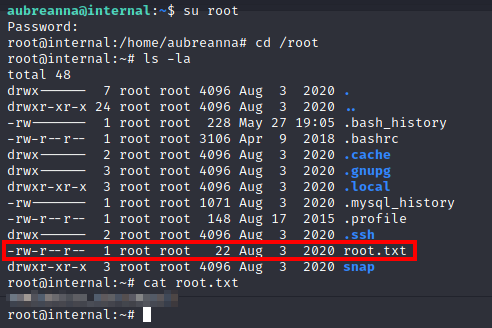 aubreanna@internal:~$ su root
Password:
root@internal:/home/aubreanna# cd /root
root@internal:~# ls -la
total 48
drwx------  7 root root 4096 Aug  3  2020 .
drwxr-xr-x 24 root root 4096 Aug  3  2020 ..
-rw-------  1 root root  228 May 27 19:05 .bash_history
-rw-r--r--  1 root root 3106 Apr  9  2018 .bashrc
drwx------  2 root root 4096 Aug  3  2020 .cache
drwx------  3 root root 4096 Aug  3  2020 .gnupg
drwxr-xr-x  3 root root 4096 Aug  3  2020 .local
-rw-------  1 root root 1071 Aug  3  2020 .mysql_history
-rw-r--r--  1 root root  148 Aug 17  2015 .profile
drwx------  2 root root 4096 Aug  3  2020 .ssh
-rw-r--r--  1 root root   22 Aug  3  2020 root.txt
drwxr-xr-x  3 root root 4096 Aug  3  2020 snap
root@internal:~# cat root.txt
root@internal:~#